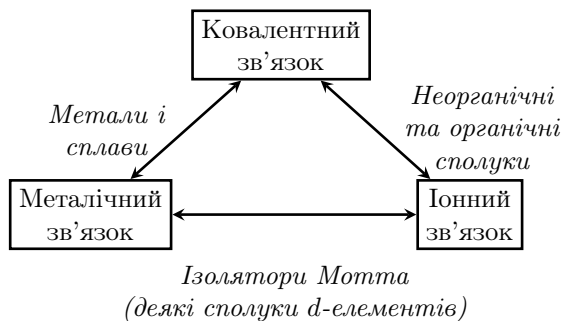 Ковалентний
зв'язок
Метали і
сплави
Неорганічні
та органічні
сполуки
Металічний
зв'язок
Іонний
зв'язок
Ізолятори Мотта
(деякі сполуки d-елементів)